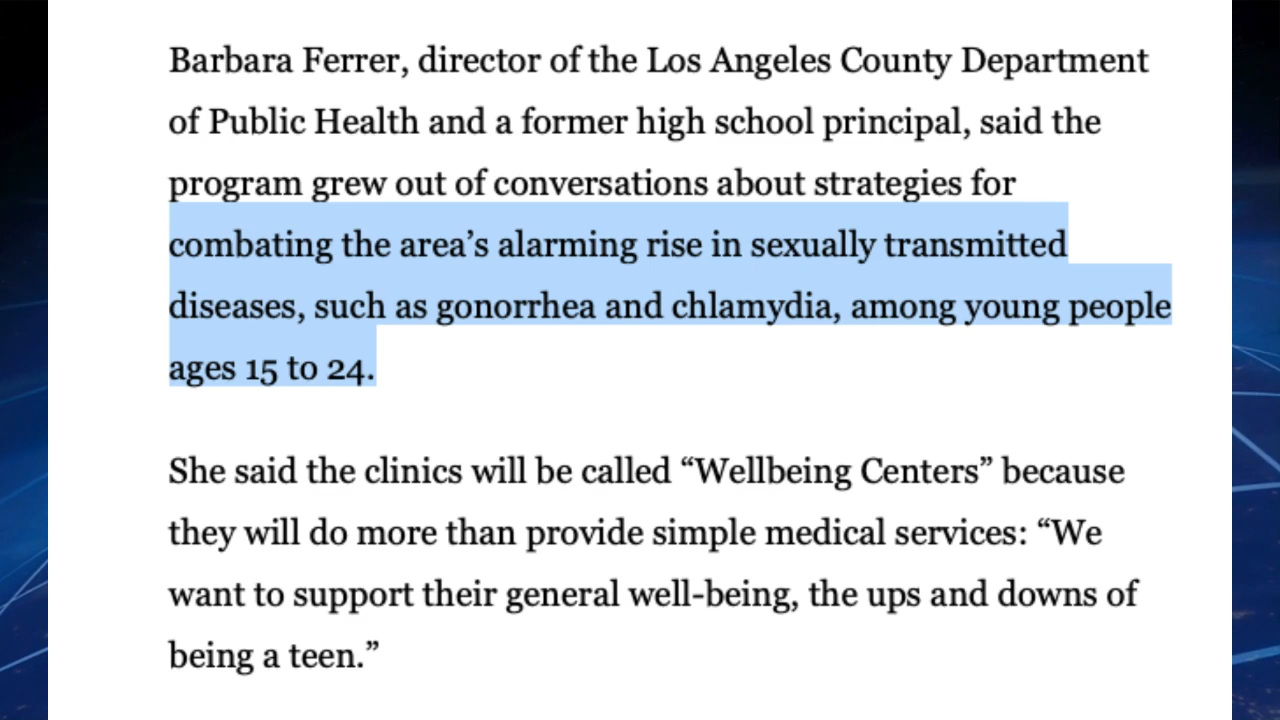 Barbara Ferrer, director of the Los Angeles County Department
of Public Health and a former high school principal, said the
program grew out of conversations about strategies for
combating the area’s alarming rise in sexually transmitted
diseases, such as gonorrhea and chlamydia, among young people
ages 15 to 24.
She said the clinics will be called “Wellbeing Centers” because
they will do more than provide simple medical services: “We
want to support their general well-being, the ups and downs of
being a teen.”